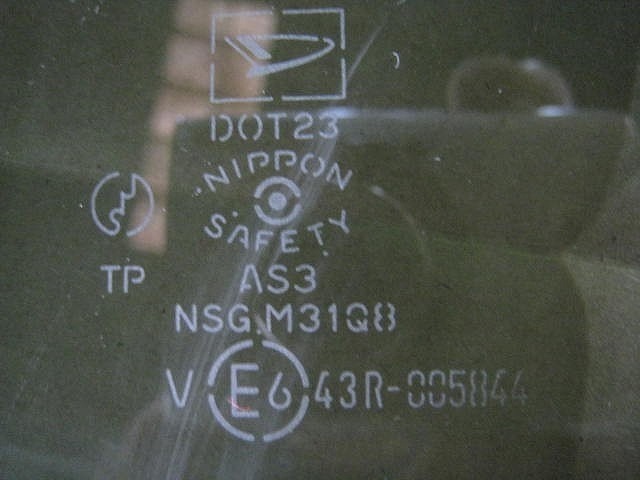 DOT23
NIPPON
SAFETY
TP AS3
NSG M31Q8
V E6 43R-005844